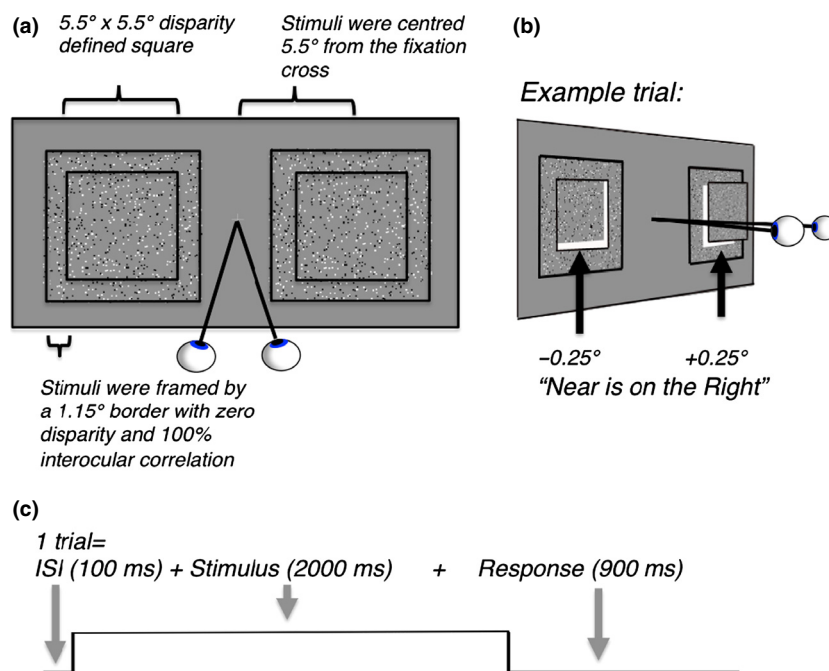 (a)
5.5° x 5.5° disparity
defined square
Stimuli were centred
5.5° from the fixation
cross
Stimuli were framed by
a 1.15° border with zero
disparity and 100%
interocular correlation
(b)
Example trial:
−0.25°
+0.25°
“Near is on the Right”
(c)
1 trial=
ISI (100 ms) + Stimulus (2000 ms) + Response (900 ms)